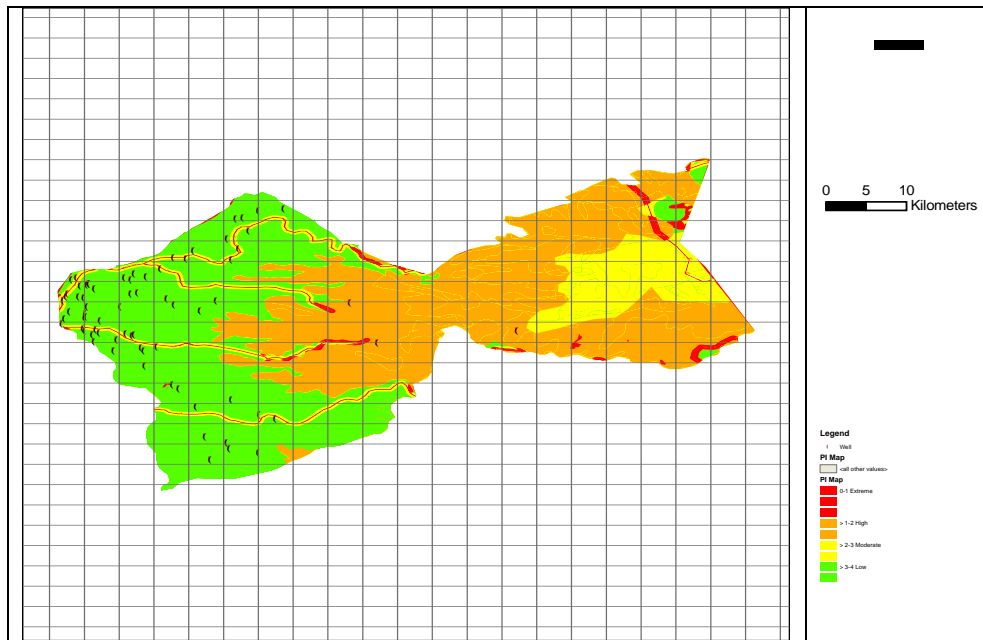 0 5 10
Kilometers
Legend
Well
PI Map
<all other values>
PI Map
0-1 Extreme
> 1-2 High
> 2-3 Moderate
> 3-4 Low